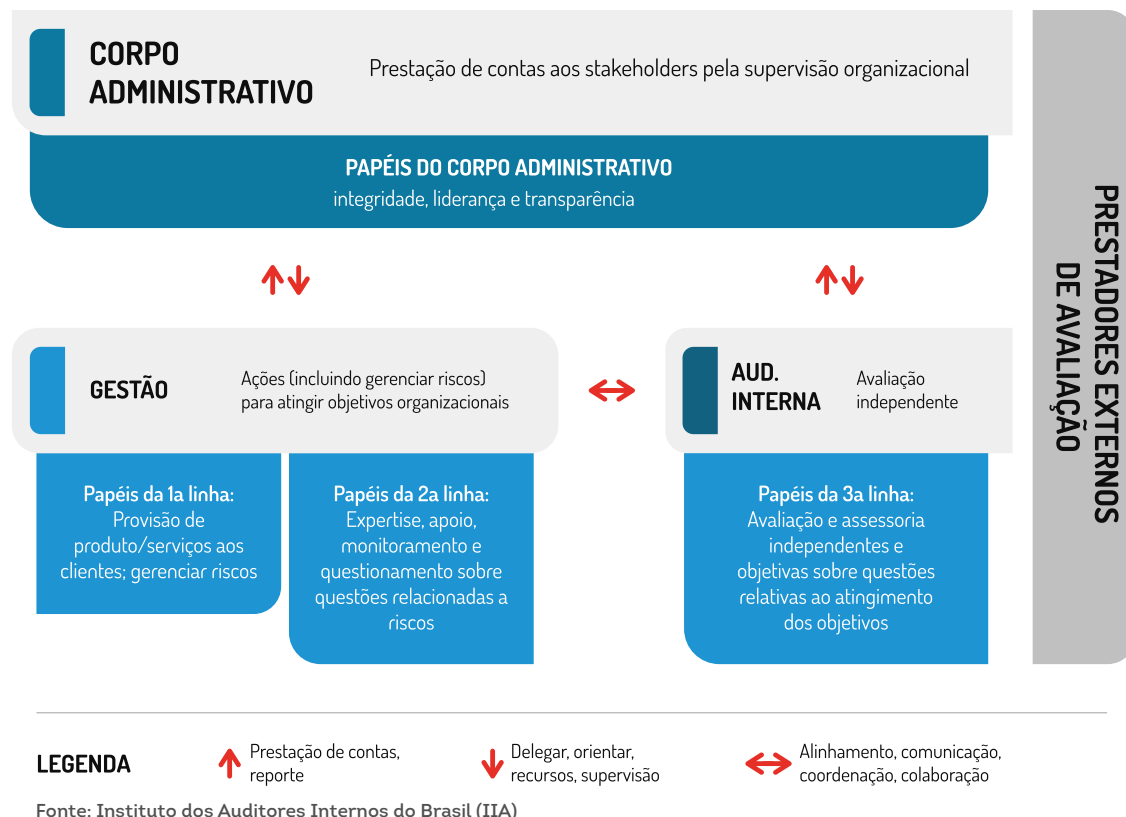 CORPO
ADMINISTRATIVO
Prestação de contas aos stakeholders pela supervisão organizacional
PAPÉIS DO CORPO ADMINISTRATIVO
integridade, liderança e transparência
GESTÃO
Ações (incluindo gerenciar riscos)
para atingir objetivos organizacionais
AUD.
INTERNA
Avaliação
independente
Papéis da 1a linha:
Provisão de
produto/serviços aos
clientes; gerenciar riscos
Papéis da 2a linha:
Expertise, apoio,
monitoramento e
questionamento sobre
questões relacionadas a
riscos
Papéis da 3a linha:
Avaliação e assessoria
independentes e
objetivas sobre questões
relativas ao atingimento
dos objetivos
PRESTADORES EXTERNOS
DE AVALIAÇÃO
LEGENDA
Prestação de contas,
reporte
Delegar, orientar,
recursos, supervisão
Alinhamento, comunicação,
coordenação, colaboração
Fonte: Instituto dos Auditores Internos do Brasil (IIA)